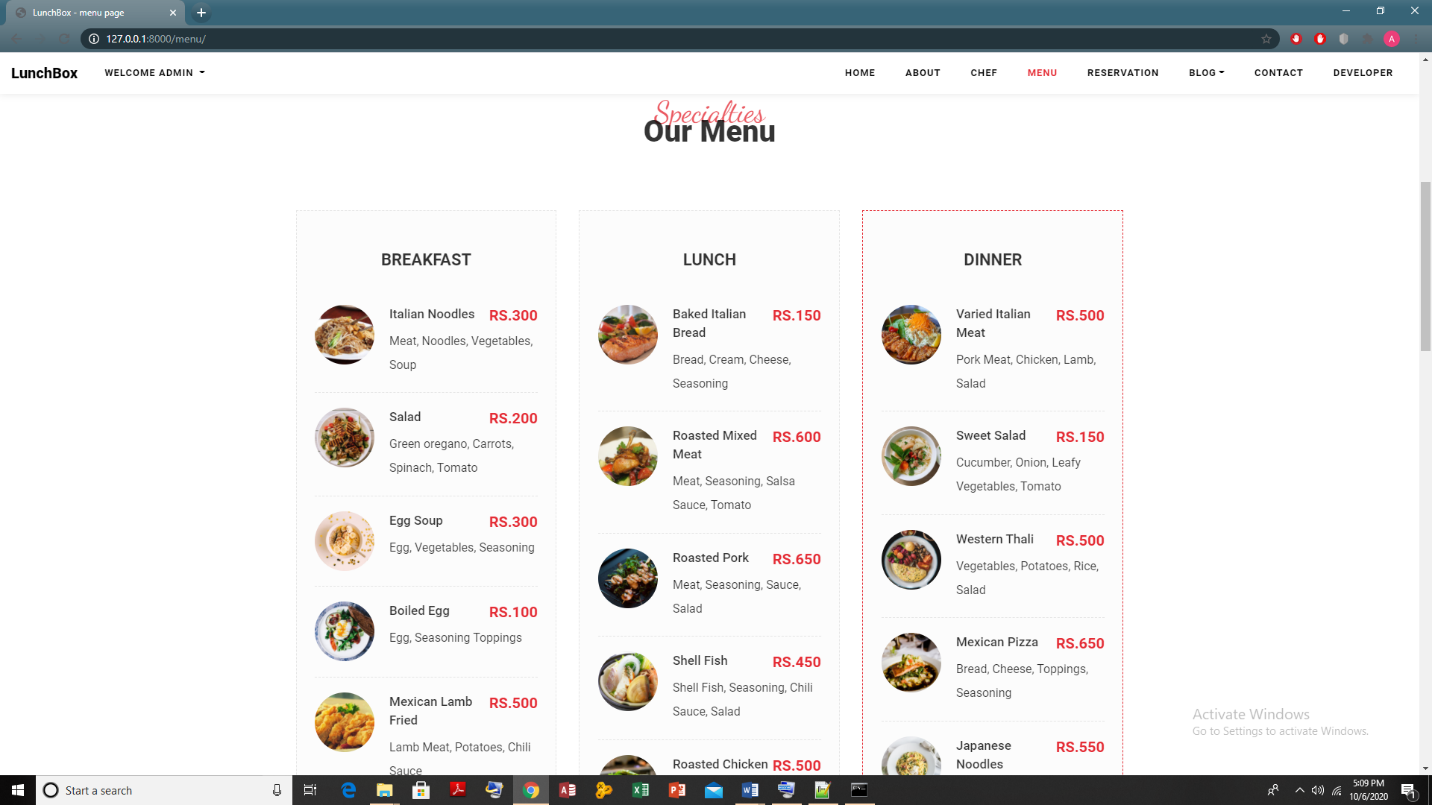 LunchBox - menu page
127.0.0.1:8000/menu/
A
LunchBox
WELCOME ADMIN
HOME
ABOUT
CHEF
MENU
RESERVATION
BLOG
CONTACT
DEVELOPER
Specialties
Our Menu
BREAKFAST
Italian Noodles RS.300
Meat, Noodles, Vegetables,
Soup
Salad RS.200
Green oregano, Carrots,
Spinach, Tomato
Egg Soup RS.300
Egg, Vegetables, Seasoning
Boiled Egg RS.100
Egg, Seasoning Toppings
Mexican Lamb RS.500
Fried
Lamb Meat, Potatoes, Chili
Sauce
LUNCH
Baked Italian RS.150
Bread
Bread, Cream, Cheese,
Seasoning
Roasted Mixed RS.600
Meat
Meat, Seasoning, Salsa
Sauce, Tomato
Roasted Pork RS.650
Meat, Seasoning, Sauce,
Salad
Shell Fish RS.450
Shell Fish, Seasoning, Chili
Sauce, Salad
Roasted Chicken RS.500
DINNER
Varied Italian RS.500
Meat
Pork Meat, Chicken, Lamb,
Salad
Sweet Salad RS.150
Cucumber, Onion, Leafy
Vegetables, Tomato
Western Thali RS.500
Vegetables, Potatoes, Rice,
Salad
Mexican Pizza RS.650
Bread, Cheese, Toppings,
Seasoning
Japanese RS.550
Noodles
Activate Windows
Go to Settings to activate Windows.
Start a search
5:09 PM
10/6/2020
1